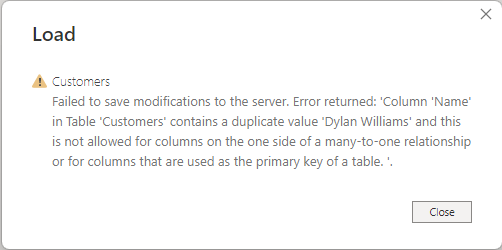 Load
Customers
Failed to save modifications to the server. Error returned: 'Column 'Name'
in Table 'Customers' contains a duplicate value 'Dylan Williams' and this
is not allowed for columns on the one side of a many-to-one relationship
or for columns that are used as the primary key of a table. '.
Close